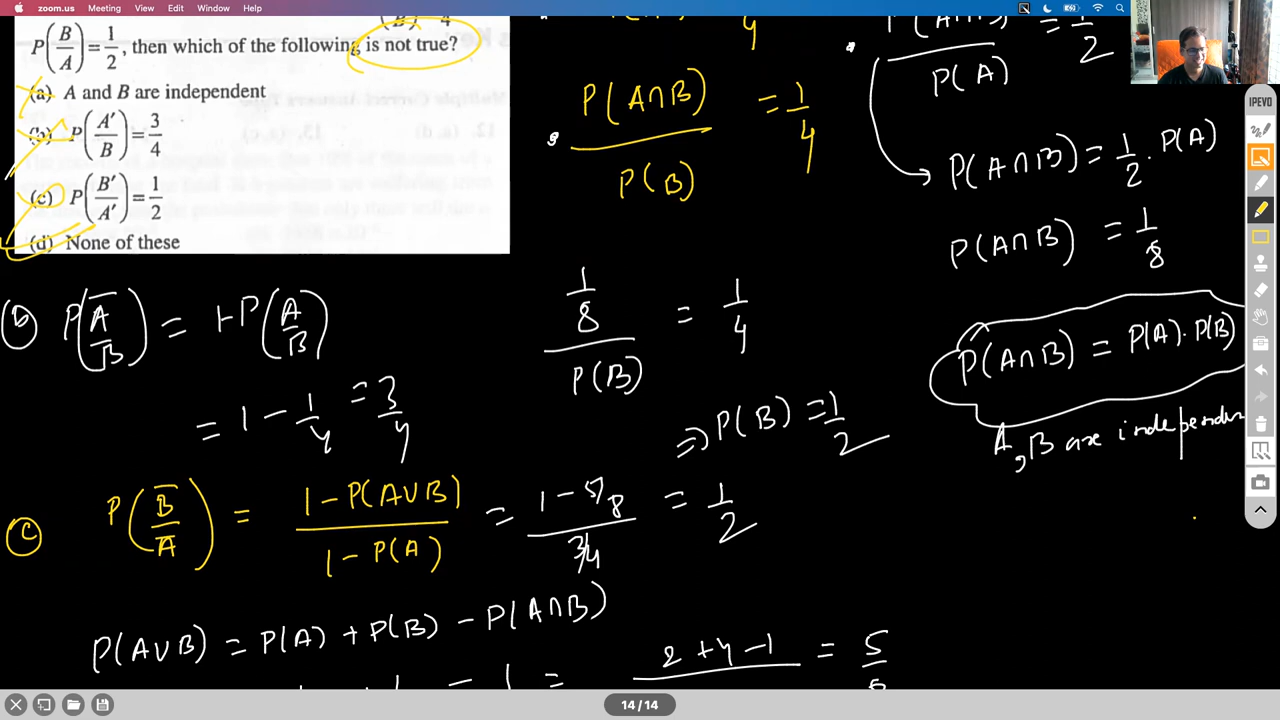 zoom.us Meeting View Edit Window Help
P(B/A) = 1/2, then which of the following is not true?
(a) A and B are independent
(b) P(A′/B) = 3/4
(c) P(B′/A′) = 1/2
(d) None of these
4
P(A∩B)/P(B) = 1/4
1/8 / P(B) = 1/4
⇒ P(B) = 1/2
P(A∩B)/P(A) = 1/2
P(A∩B) = 1/2 . P(A)
P(A∩B) = 1/8
P(A∩B) = P(A) . P(B)
A, B are independen
(b) P(A̅/B) = 1-P(A/B)
= 1 - 1/4 = 3/4
(c) P(B̅/A̅) = 1-P(A∪B)/1-P(A) = 1-5/8 / 3/4 = 1/2
P(A∪B) = P(A) + P(B) - P(A∩B)
2+4-1 = 5
IPEVO
14/14